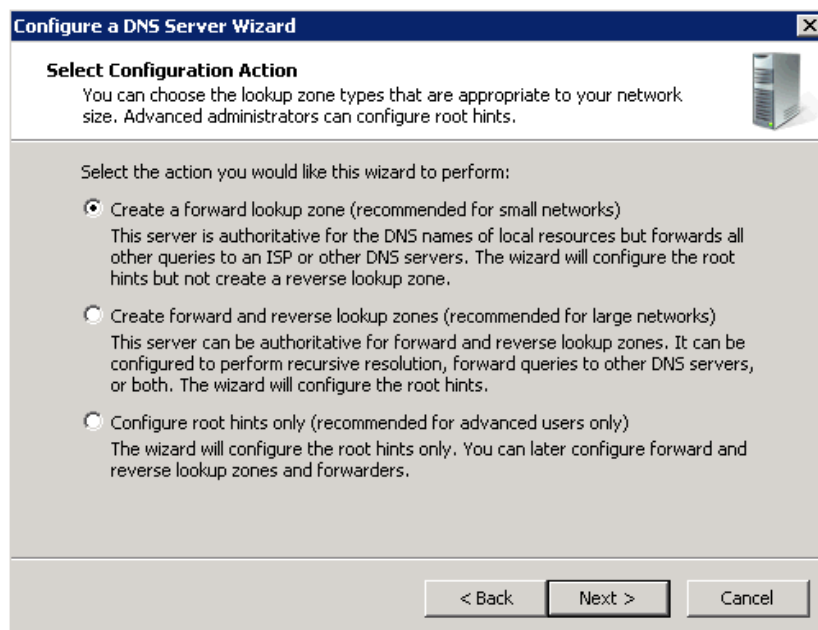 Configure a DNS Server Wizard
Select Configuration Action
You can choose the lookup zone types that are appropriate to your network
size. Advanced administrators can configure root hints.
Select the action you would like this wizard to perform:
Create a forward lookup zone (recommended for small networks)
This server is authoritative for the DNS names of local resources but forwards all
other queries to an ISP or other DNS servers. The wizard will configure the root
hints but not create a reverse lookup zone.
Create forward and reverse lookup zones (recommended for large networks)
This server can be authoritative for forward and reverse lookup zones. It can be
configured to perform recursive resolution, forward queries to other DNS servers,
or both. The wizard will configure the root hints.
Configure root hints only (recommended for advanced users only)
The wizard will configure the root hints only. You can later configure forward and
reverse lookup zones and forwarders.
< Back Next > Cancel